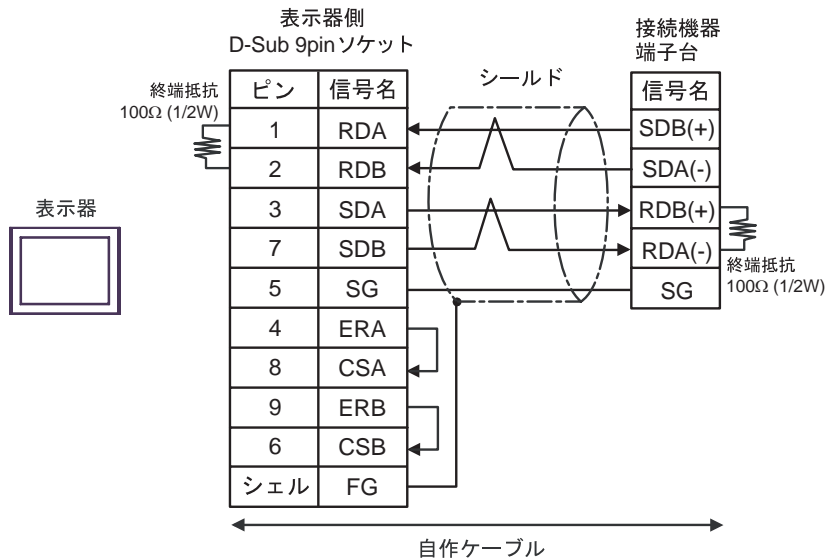 表示器側
D-Sub 9pinソケット
接続機器
端子台
シールド
終端抵抗
100Ω (1/2W)
ピン 信号名
信号名
1 RDA
SDB(+)
2 RDB
SDA(-)
3 SDA
RDB(+)
7 SDB
RDA(-)
5 SG
SG
4 ERA
8 CSA
9 ERB
6 CSB
シェル FG
表示器
終端抵抗
100Ω (1/2W)
自作ケーブル